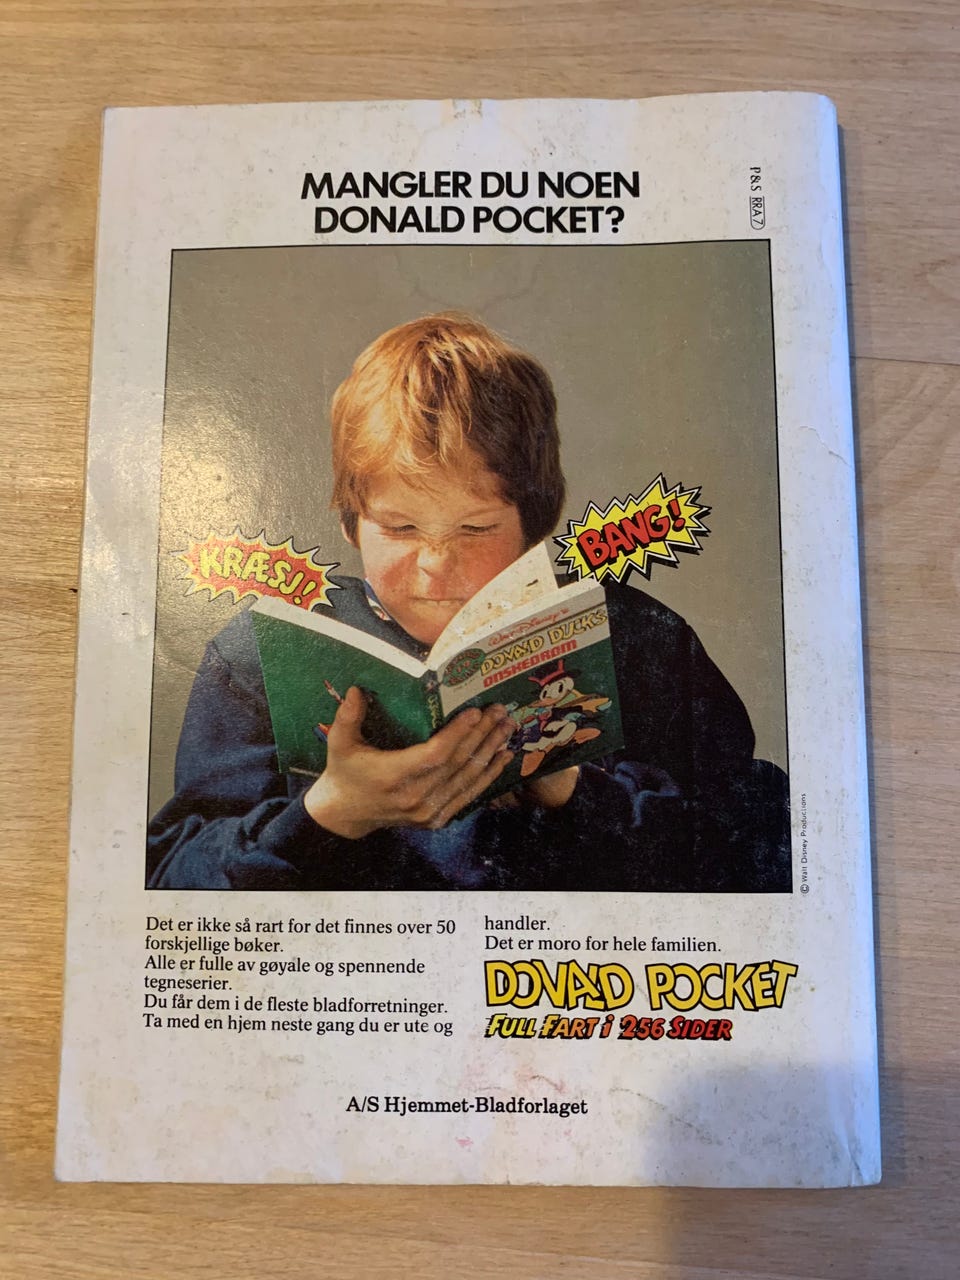 MANGLER DU NOEN
DONALD POCKET?
P&S RRA 7
KRÆSJ!
BANG!
Walt Disney's
DONALD DUCKS
ØNSKEDRØM
© Walt Disney Productions
Det er ikke så rart for det finnes over 50
forskjellige bøker.
Alle er fulle av gøyale og spennende
tegneserier.
Du får dem i de fleste bladforretninger.
Ta med en hjem neste gang du er ute og
handler.
Det er moro for hele familien.
DONALD POCKET
FULL FART i 256 SIDER
A/S Hjemmet-Bladforlaget